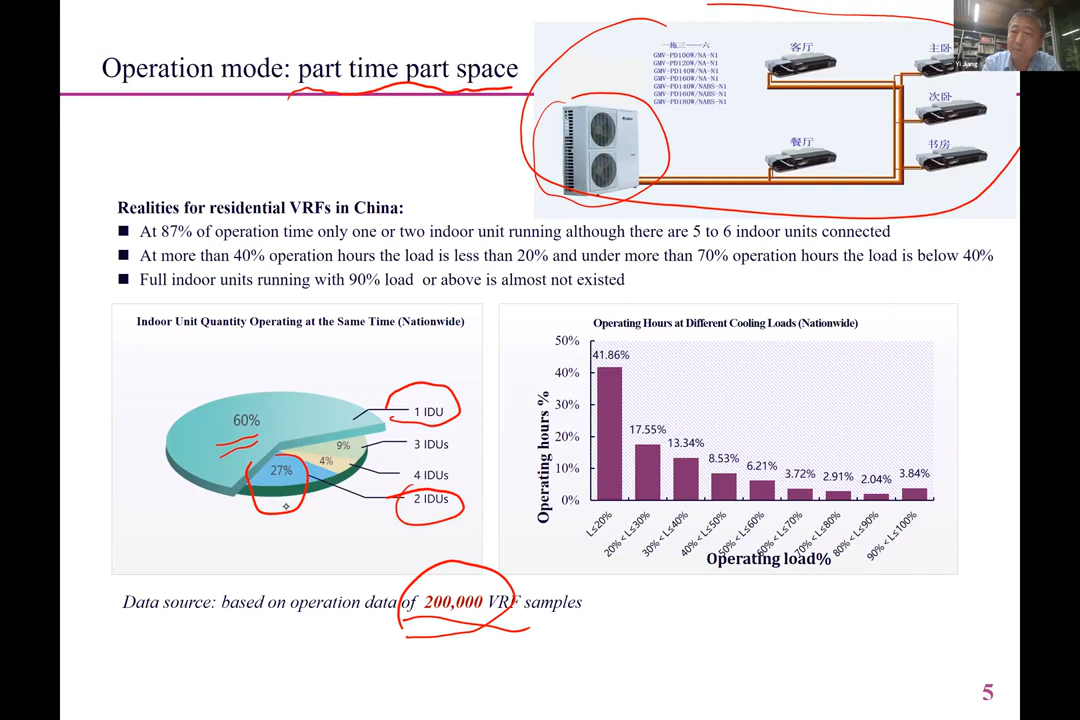 Operation mode: part time part space
一拖三——六
GMV-PD100W/NA-N1
GMV-PD120W/NA-N1
GMV-PD140W/NA-N1
GMV-PD160W/NA-N1
GMV-PD140W/NABS-N1
GMV-PD160W/NABS-N1
GMV-PD180W/NABS-N1
客厅
主卧
次卧
餐厅
书房
Yi Jiang
Realities for residential VRFs in China:
At 87% of operation time only one or two indoor unit running although there are 5 to 6 indoor units connected
At more than 40% operation hours the load is less than 20% and under more than 70% operation hours the load is below 40%
Full indoor units running with 90% load or above is almost not existed
Indoor Unit Quantity Operating at the Same Time (Nationwide)
60%
1 IDU
9%
3 IDUs
4%
4 IDUs
27%
2 IDUs
Operating Hours at Different Cooling Loads (Nationwide)
Operating hours %
50%
40%
30%
20%
10%
0%
41.86%
17.55%
13.34%
8.53%
6.21%
3.72%
2.91%
2.04%
3.84%
L≤20%
20% < L≤30%
30% < L≤40%
40% < L≤50%
50% < L≤60%
60% < L≤70%
70% < L≤80%
80% < L≤90%
90% < L≤100%
Operating load%
Data source: based on operation data of 200,000 VRF samples
5